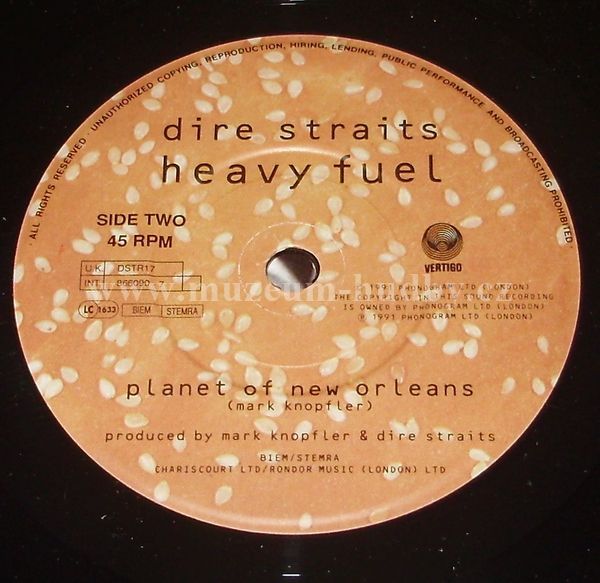 ALL RIGHTS RESERVED · UNAUTHORIZED COPYING, REPRODUCTION, HIRING, LENDING, PUBLIC PERFORMANCE AND BROADCASTING PROHIBITED ·
dire straits
heavy fuel
SIDE TWO
45 RPM
VERTIGO
U.K. DSTR17
INT. 866090
LC 1633 BIEM STEMRA
℗ 1991 PHONOGRAM LTD (LONDON)
THE COPYRIGHT IN THIS SOUND RECORDING
IS OWNED BY PHONOGRAM LTD (LONDON)
© 1991 PHONOGRAM LTD (LONDON)
planet of new orleans
(mark knopfler)
produced by mark knopfler & dire straits
BIEM/STEMRA
CHARISCOURT LTD/RONDOR MUSIC (LONDON) LTD